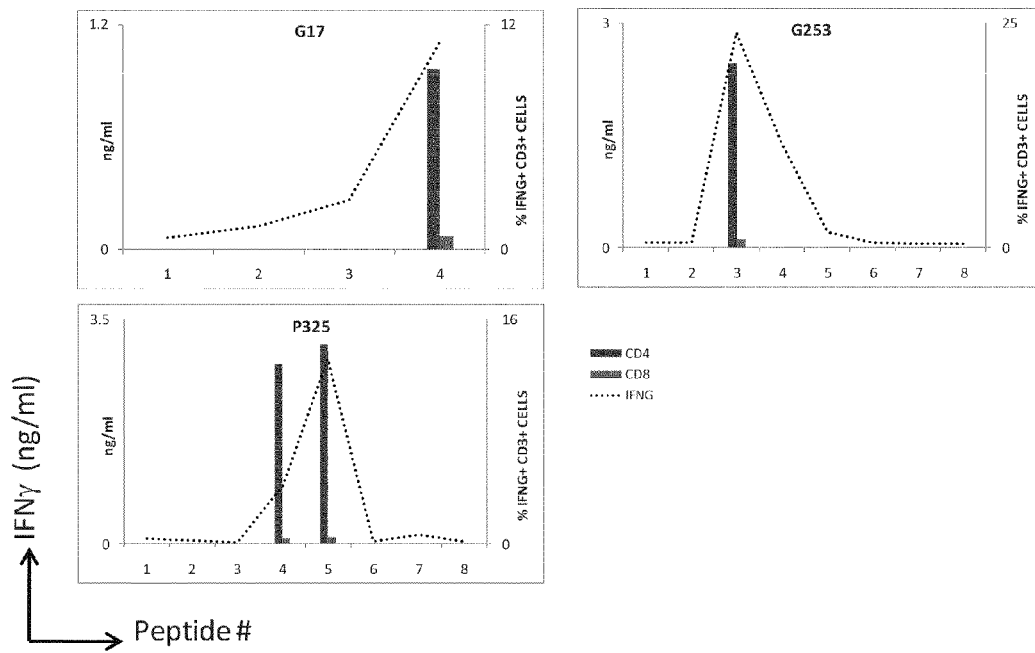 G17
1.2
0
ng/ml
12
0
% IFNG+ CD3+ CELLS
1 2 3 4
G253
3
0
ng/ml
25
0
% IFNG+ CD3+ CELLS
1 2 3 4 5 6 7 8
P325
3.5
0
ng/ml
16
0
% IFNG+ CD3+ CELLS
1 2 3 4 5 6 7 8
CD4
CD8
IFNG
IFNγ (ng/ml)
Peptide #